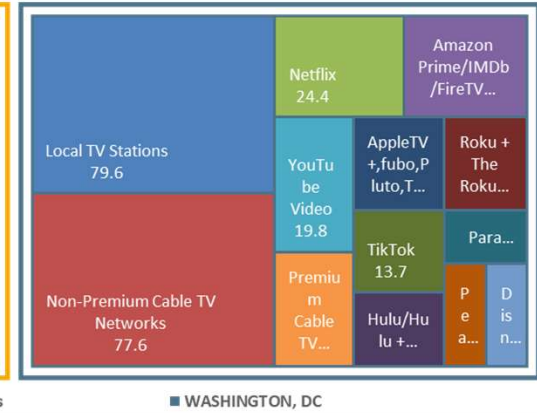 Local TV Stations
79.6
Non-Premium Cable TV
Networks
77.6
Netflix
24.4
Amazon
Prime/IMDb
/FireTV...
YouTu
be
Video
19.8
AppleTV
+,fubo,P
luto,T...
Roku +
The
Roku...
TikTok
13.7
Para...
Premiu
m
Cable
TV...
Hulu/Hu
lu +...
P
e
a...
D
is
n...
s
WASHINGTON, DC